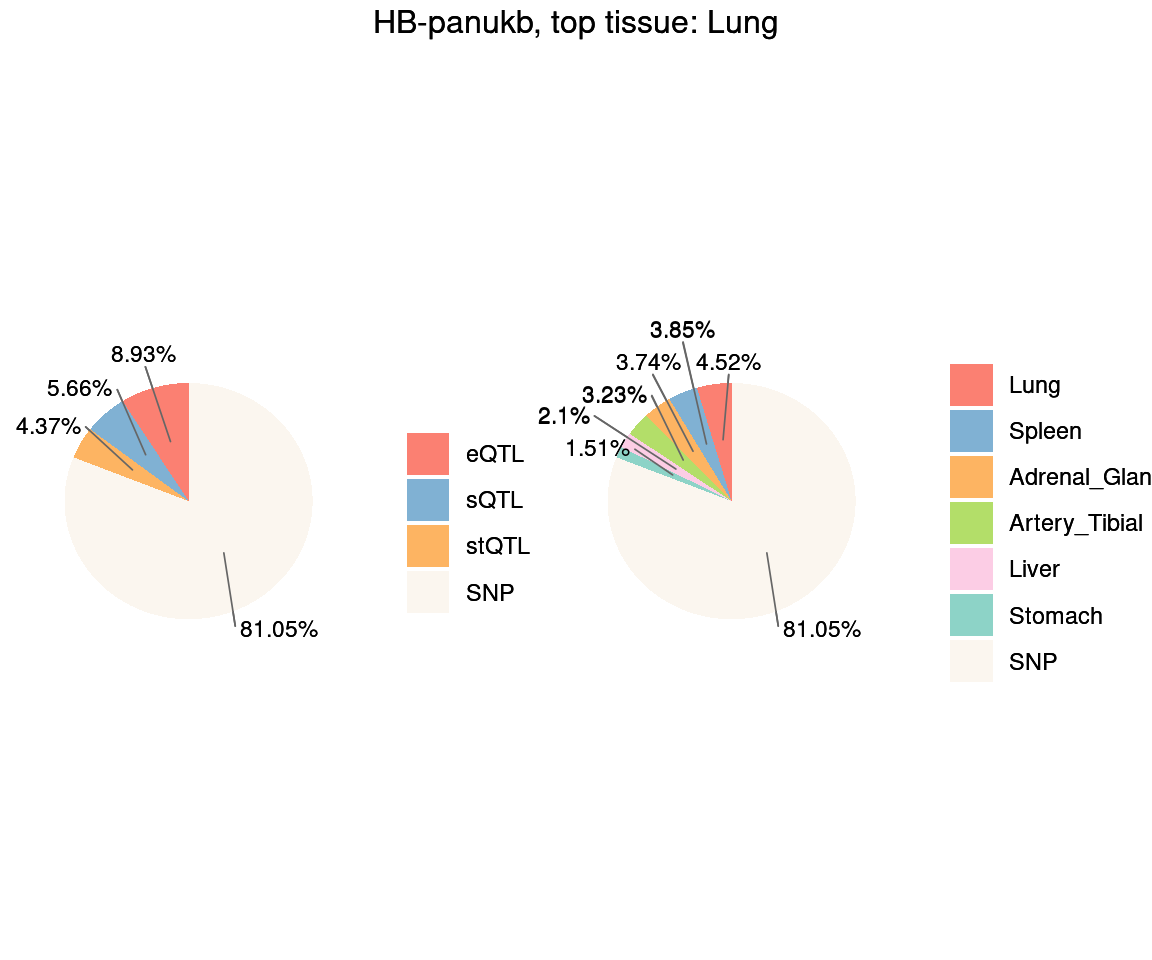 HB-panukb, top tissue: Lung
8.93%
5.66%
4.37%
81.05%
eQTL
sQTL
stQTL
SNP
3.85%
3.74%
4.52%
3.23%
2.1%
1.51%
81.05%
Lung
Spleen
Adrenal_Glan
Artery_Tibial
Liver
Stomach
SNP